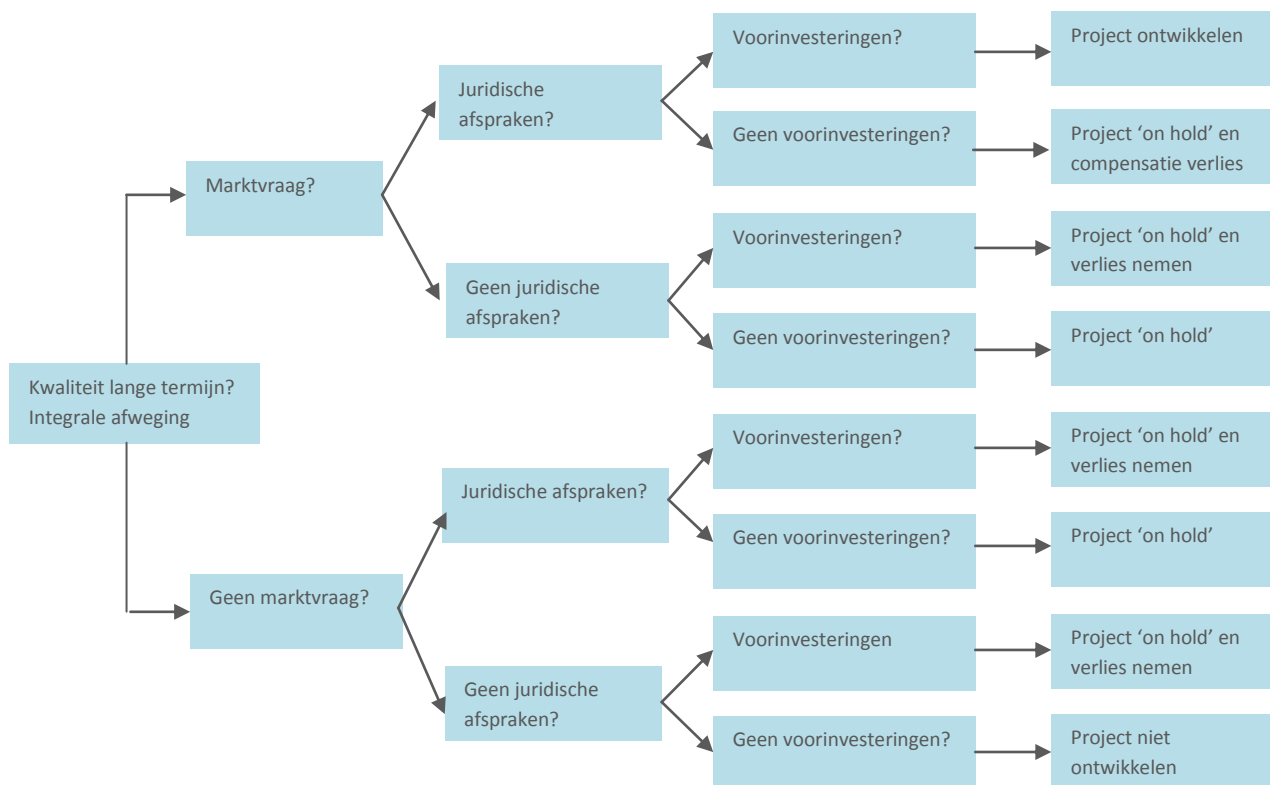 Voorinvesteringen?
Project ontwikkelen
Juridische
afspraken?
Geen voorinvesteringen?
Project ‘on hold’ en
compensatie verlies
Marktvraag?
Voorinvesteringen?
Project ‘on hold’ en
verlies nemen
Geen juridische
afspraken?
Geen voorinvesteringen?
Project ‘on hold’
Kwaliteit lange termijn?
Integrale afweging
Voorinvesteringen?
Project ‘on hold’ en
verlies nemen
Juridische afspraken?
Geen voorinvesteringen?
Project ‘on hold’
Geen marktvraag?
Voorinvesteringen
Project ‘on hold’ en
verlies nemen
Geen juridische
afspraken?
Geen voorinvesteringen?
Project niet
ontwikkelen